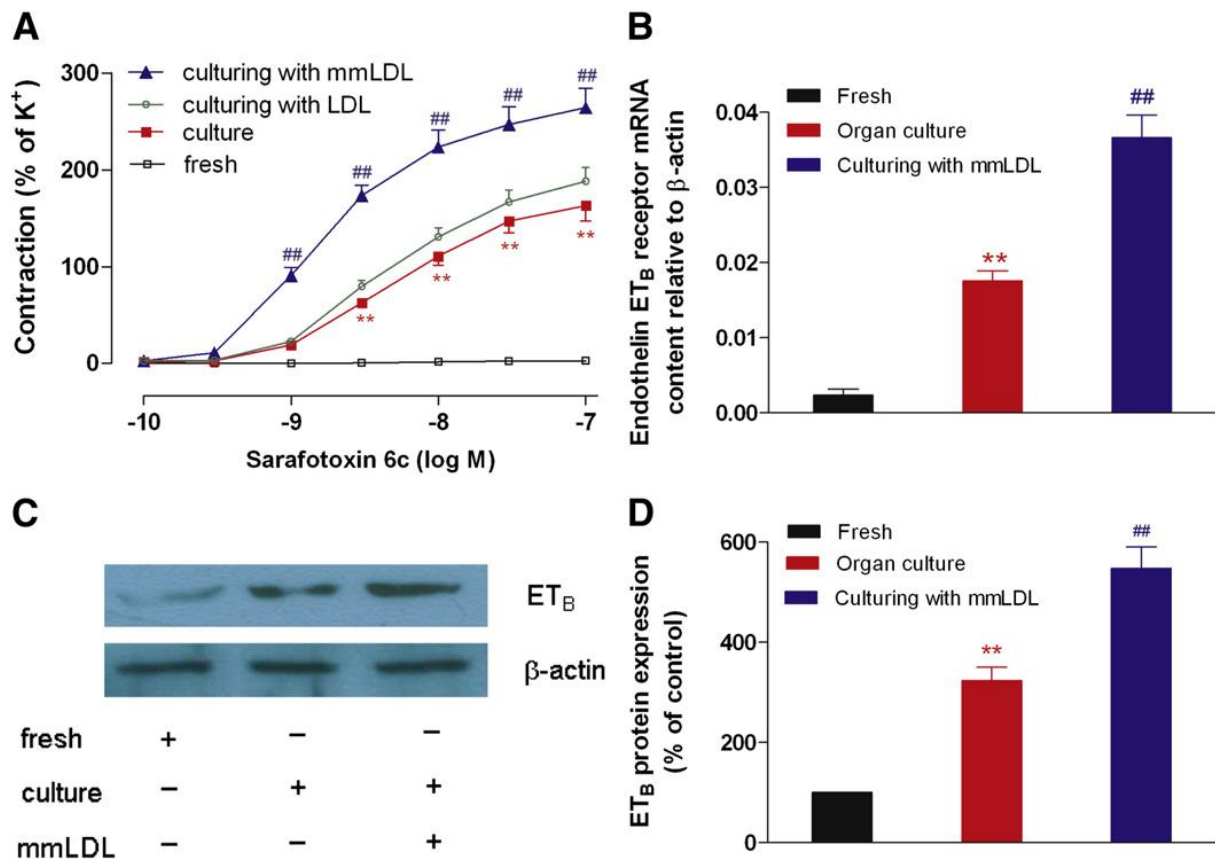 A
culturing with mmLDL
culturing with LDL
culture
fresh
Contraction (% of K+)
300
200
100
0
##
##
##
##
##
**
**
**
**
-10
-9
-8
-7
Sarafotoxin 6c (log M)
B
Fresh
Organ culture
Culturing with mmLDL
Endothelin ETB receptor mRNA
content relative to β-actin
0.04
0.03
0.02
0.01
0.00
**
##
C
ETB
β-actin
fresh + – –
culture – + +
mmLDL – – +
D
Fresh
Organ culture
Culturing with mmLDL
ETB protein expression
(% of control)
600
400
200
0
**
##